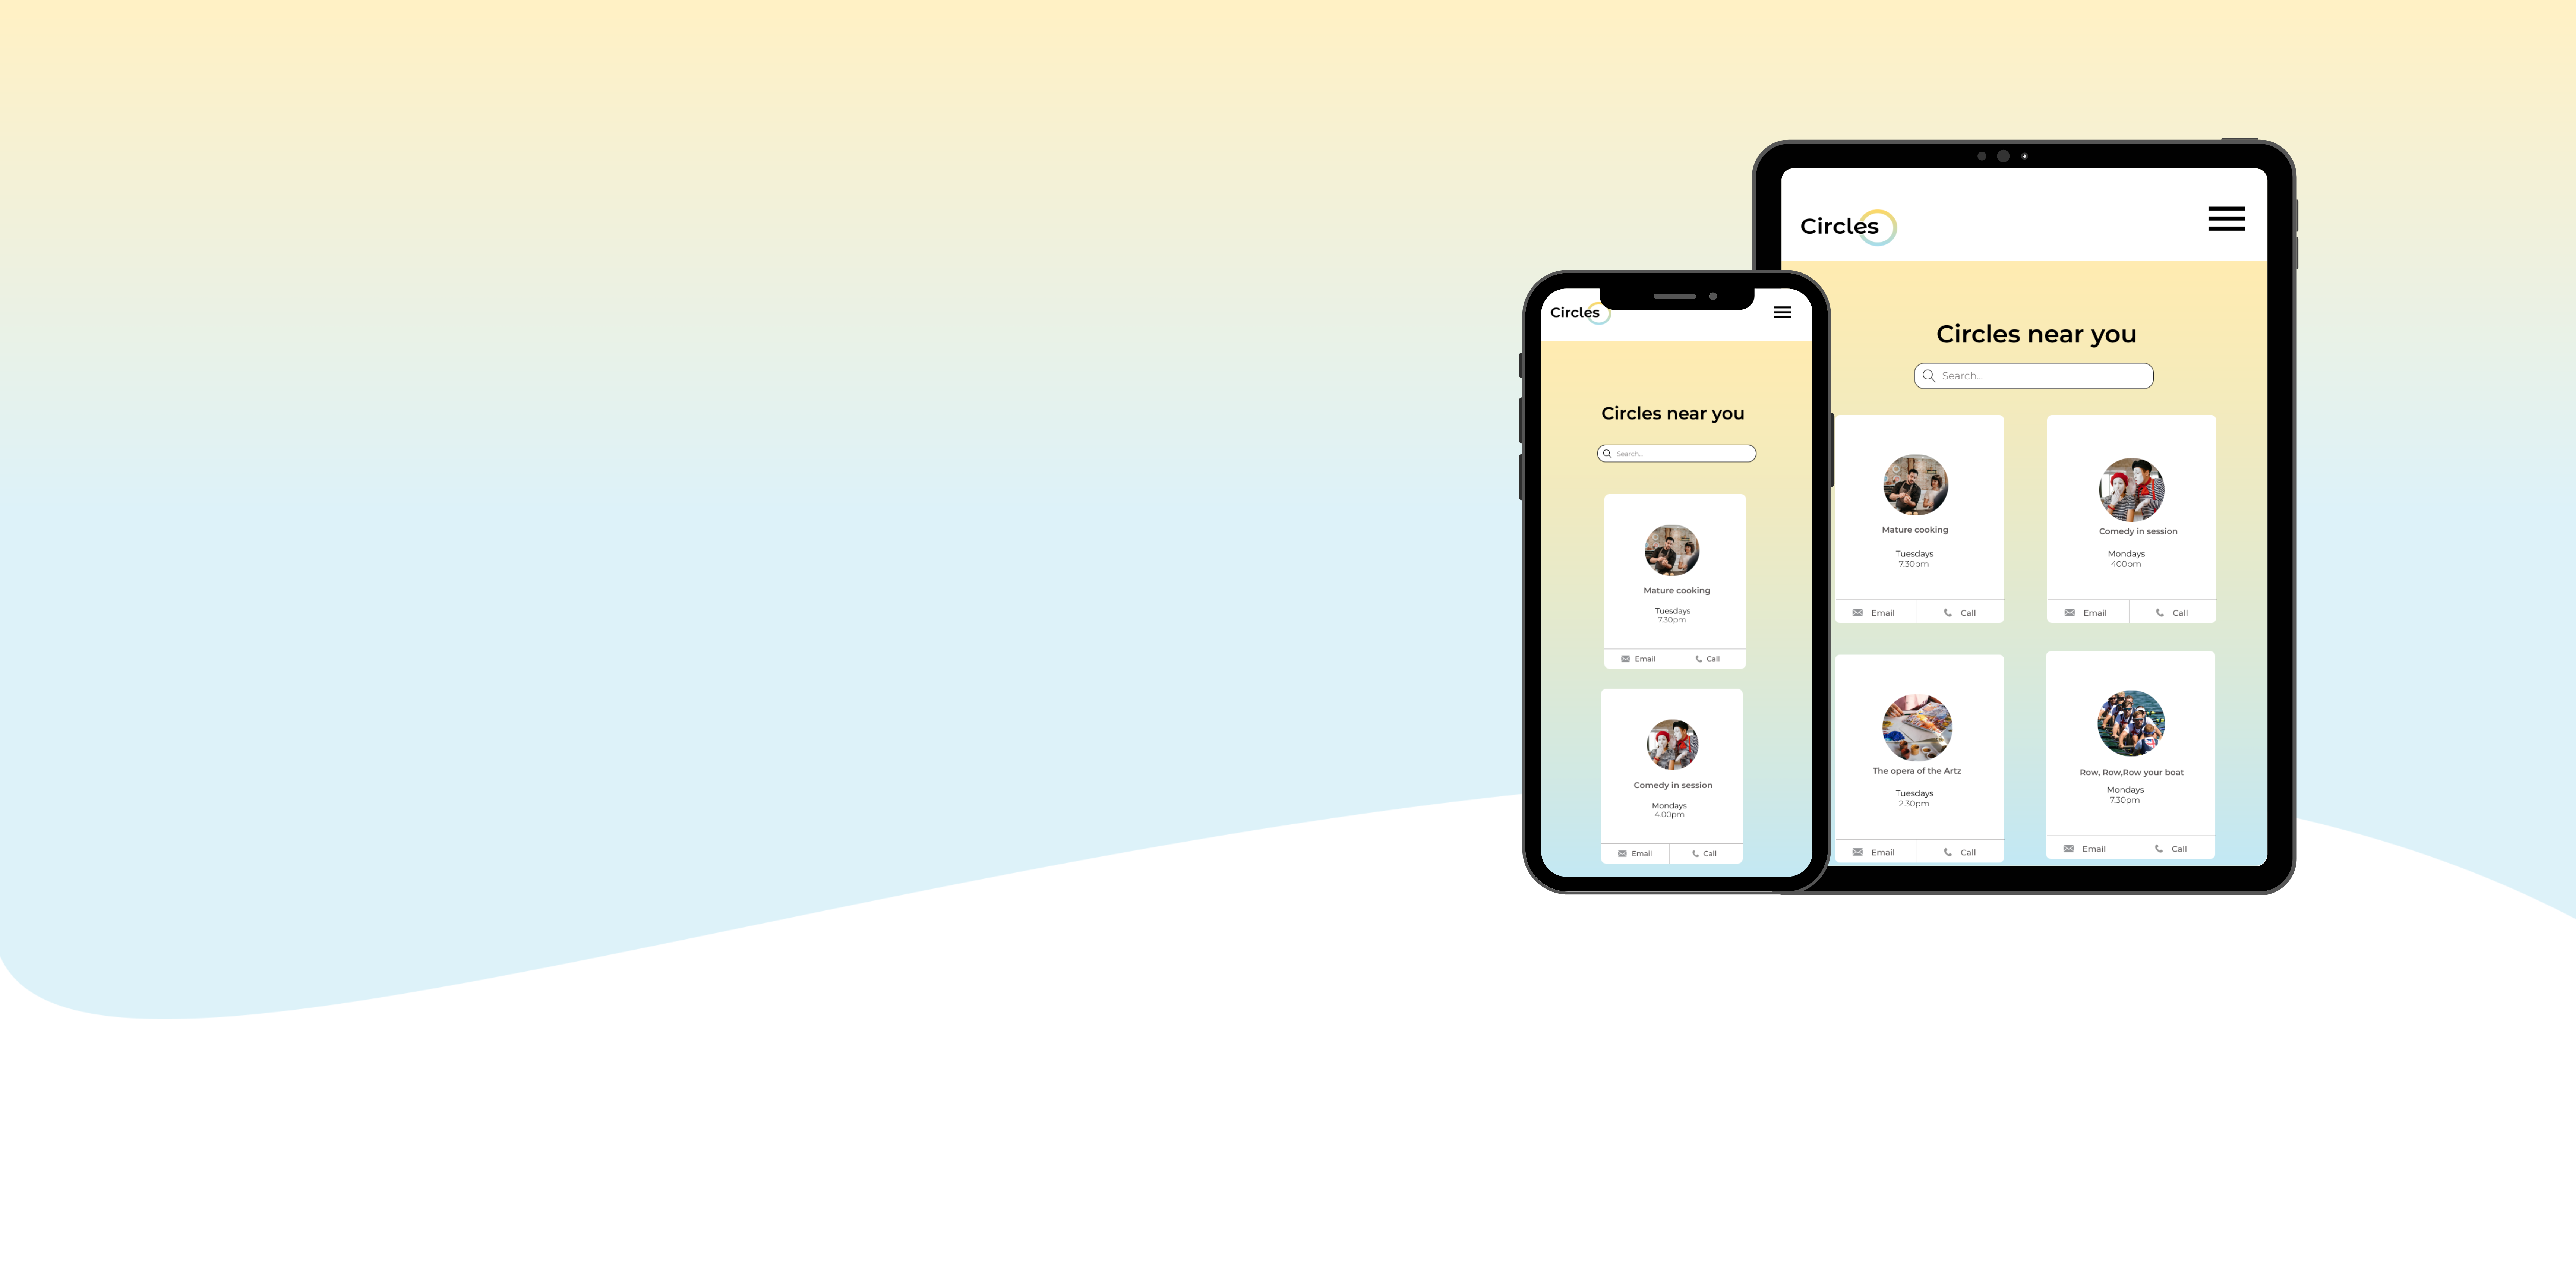 Circles
Circles near you
Search...
Mature cooking
Tuesdays
7.30pm
Email
Call
Comedy in session
Mondays
4.00pm
Email
Call
Circles
Circles near you
Search...
Mature cooking
Tuesdays
7.30pm
Email
Call
Comedy in session
Mondays
400pm
Email
Call
The opera of the Artz
Tuesdays
2.30pm
Email
Call
Row, Row,Row your boat
Mondays
7.30pm
Email
Call